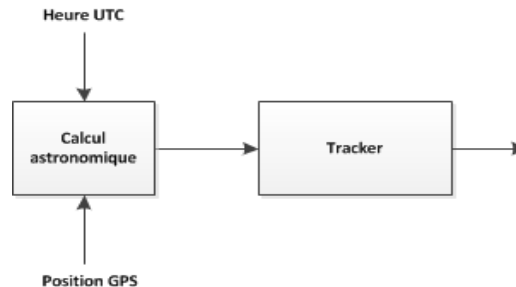 Heure UTC
Calcul
astronomique
Tracker
Position GPS